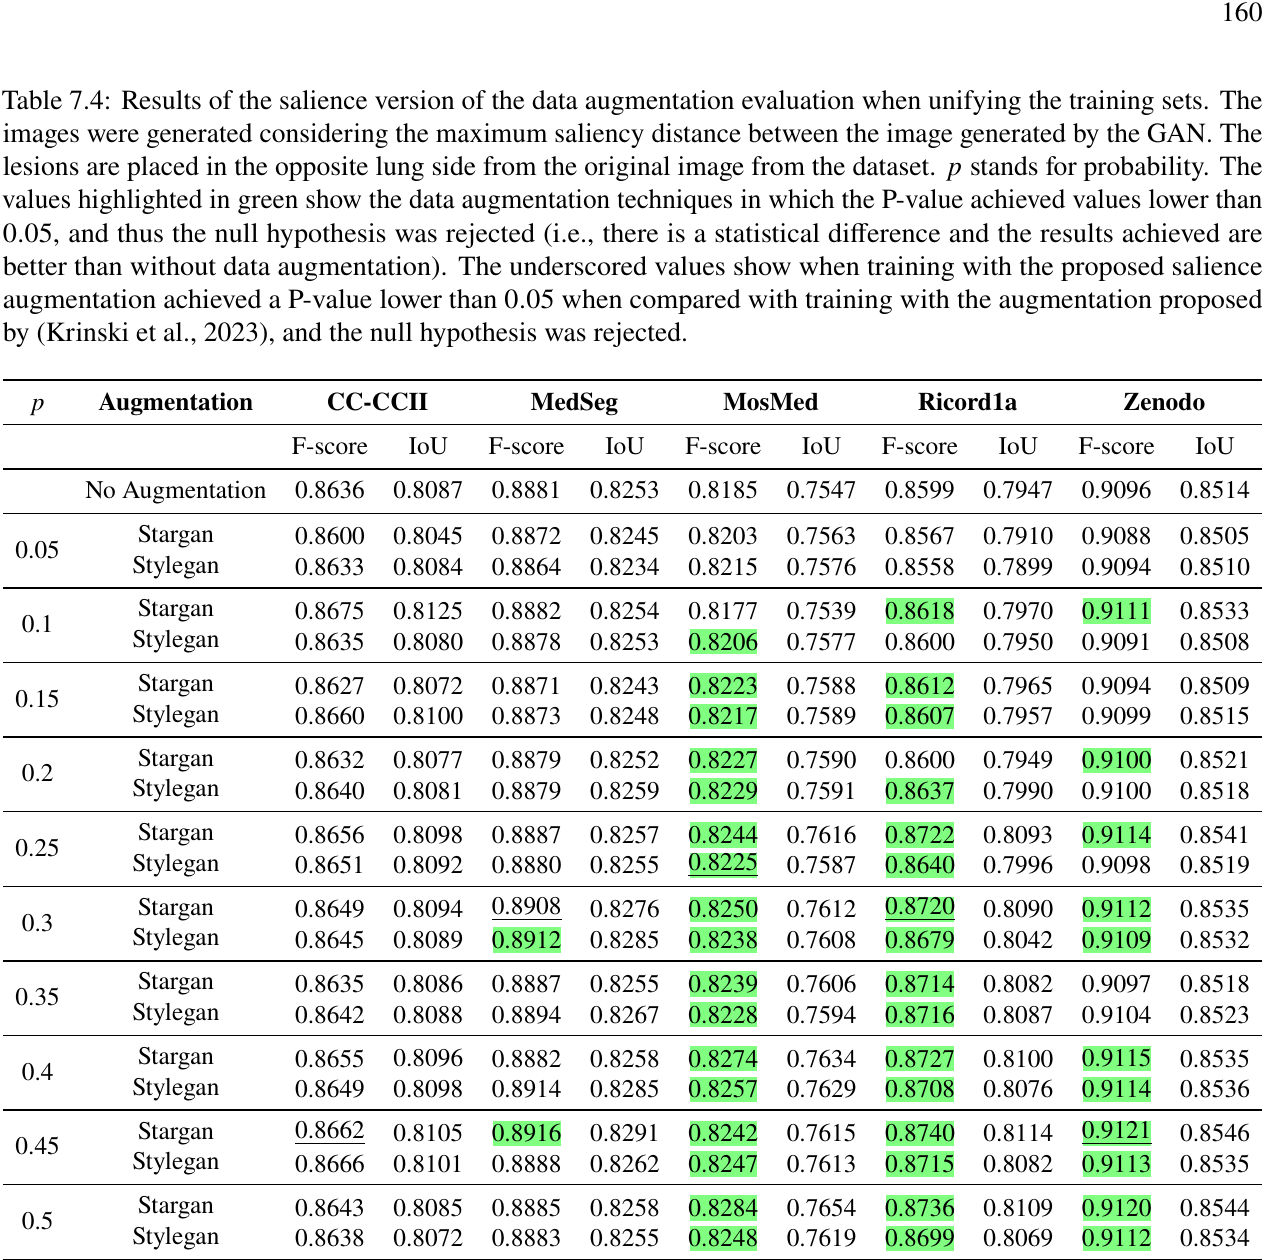 160
Table 7.4: Results of the salience version of the data augmentation evaluation when unifying the training sets. The
images were generated considering the maximum saliency distance between the image generated by the GAN. The
lesions are placed in the opposite lung side from the original image from the dataset. p stands for probability. The
values highlighted in green show the data augmentation techniques in which the P-value achieved values lower than
0.05, and thus the null hypothesis was rejected (i.e., there is a statistical difference and the results achieved are
better than without data augmentation). The underscored values show when training with the proposed salience
augmentation achieved a P-value lower than 0.05 when compared with training with the augmentation proposed
by (Krinski et al., 2023), and the null hypothesis was rejected.
p Augmentation CC-CCII MedSeg MosMed Ricord1a Zenodo
F-score IoU F-score IoU F-score IoU F-score IoU F-score IoU
No Augmentation 0.8636 0.8087 0.8881 0.8253 0.8185 0.7547 0.8599 0.7947 0.9096 0.8514
0.05
Stargan 0.8600 0.8045 0.8872 0.8245 0.8203 0.7563 0.8567 0.7910 0.9088 0.8505
Stylegan 0.8633 0.8084 0.8864 0.8234 0.8215 0.7576 0.8558 0.7899 0.9094 0.8510
0.1
Stargan 0.8675 0.8125 0.8882 0.8254 0.8177 0.7539 0.8618 0.7970 0.9111 0.8533
Stylegan 0.8635 0.8080 0.8878 0.8253 0.8206 0.7577 0.8600 0.7950 0.9091 0.8508
0.15
Stargan 0.8627 0.8072 0.8871 0.8243 0.8223 0.7588 0.8612 0.7965 0.9094 0.8509
Stylegan 0.8660 0.8100 0.8873 0.8248 0.8217 0.7589 0.8607 0.7957 0.9099 0.8515
0.2
Stargan 0.8632 0.8077 0.8879 0.8252 0.8227 0.7590 0.8600 0.7949 0.9100 0.8521
Stylegan 0.8640 0.8081 0.8879 0.8259 0.8229 0.7591 0.8637 0.7990 0.9100 0.8518
0.25
Stargan 0.8656 0.8098 0.8887 0.8257 0.8244 0.7616 0.8722 0.8093 0.9114 0.8541
Stylegan 0.8651 0.8092 0.8880 0.8255 0.8225 0.7587 0.8640 0.7996 0.9098 0.8519
0.3
Stargan 0.8649 0.8094 0.8908 0.8276 0.8250 0.7612 0.8720 0.8090 0.9112 0.8535
Stylegan 0.8645 0.8089 0.8912 0.8285 0.8238 0.7608 0.8679 0.8042 0.9109 0.8532
0.35
Stargan 0.8635 0.8086 0.8887 0.8255 0.8239 0.7606 0.8714 0.8082 0.9097 0.8518
Stylegan 0.8642 0.8088 0.8894 0.8267 0.8228 0.7594 0.8716 0.8087 0.9104 0.8523
0.4
Stargan 0.8655 0.8096 0.8882 0.8258 0.8274 0.7634 0.8727 0.8100 0.9115 0.8535
Stylegan 0.8649 0.8098 0.8914 0.8285 0.8257 0.7629 0.8708 0.8076 0.9114 0.8536
0.45
Stargan 0.8662 0.8105 0.8916 0.8291 0.8242 0.7615 0.8740 0.8114 0.9121 0.8546
Stylegan 0.8666 0.8101 0.8888 0.8262 0.8247 0.7613 0.8715 0.8082 0.9113 0.8535
0.5
Stargan 0.8643 0.8085 0.8885 0.8258 0.8284 0.7654 0.8736 0.8109 0.9120 0.8544
Stylegan 0.8638 0.8072 0.8883 0.8255 0.8248 0.7619 0.8699 0.8069 0.9112 0.8534